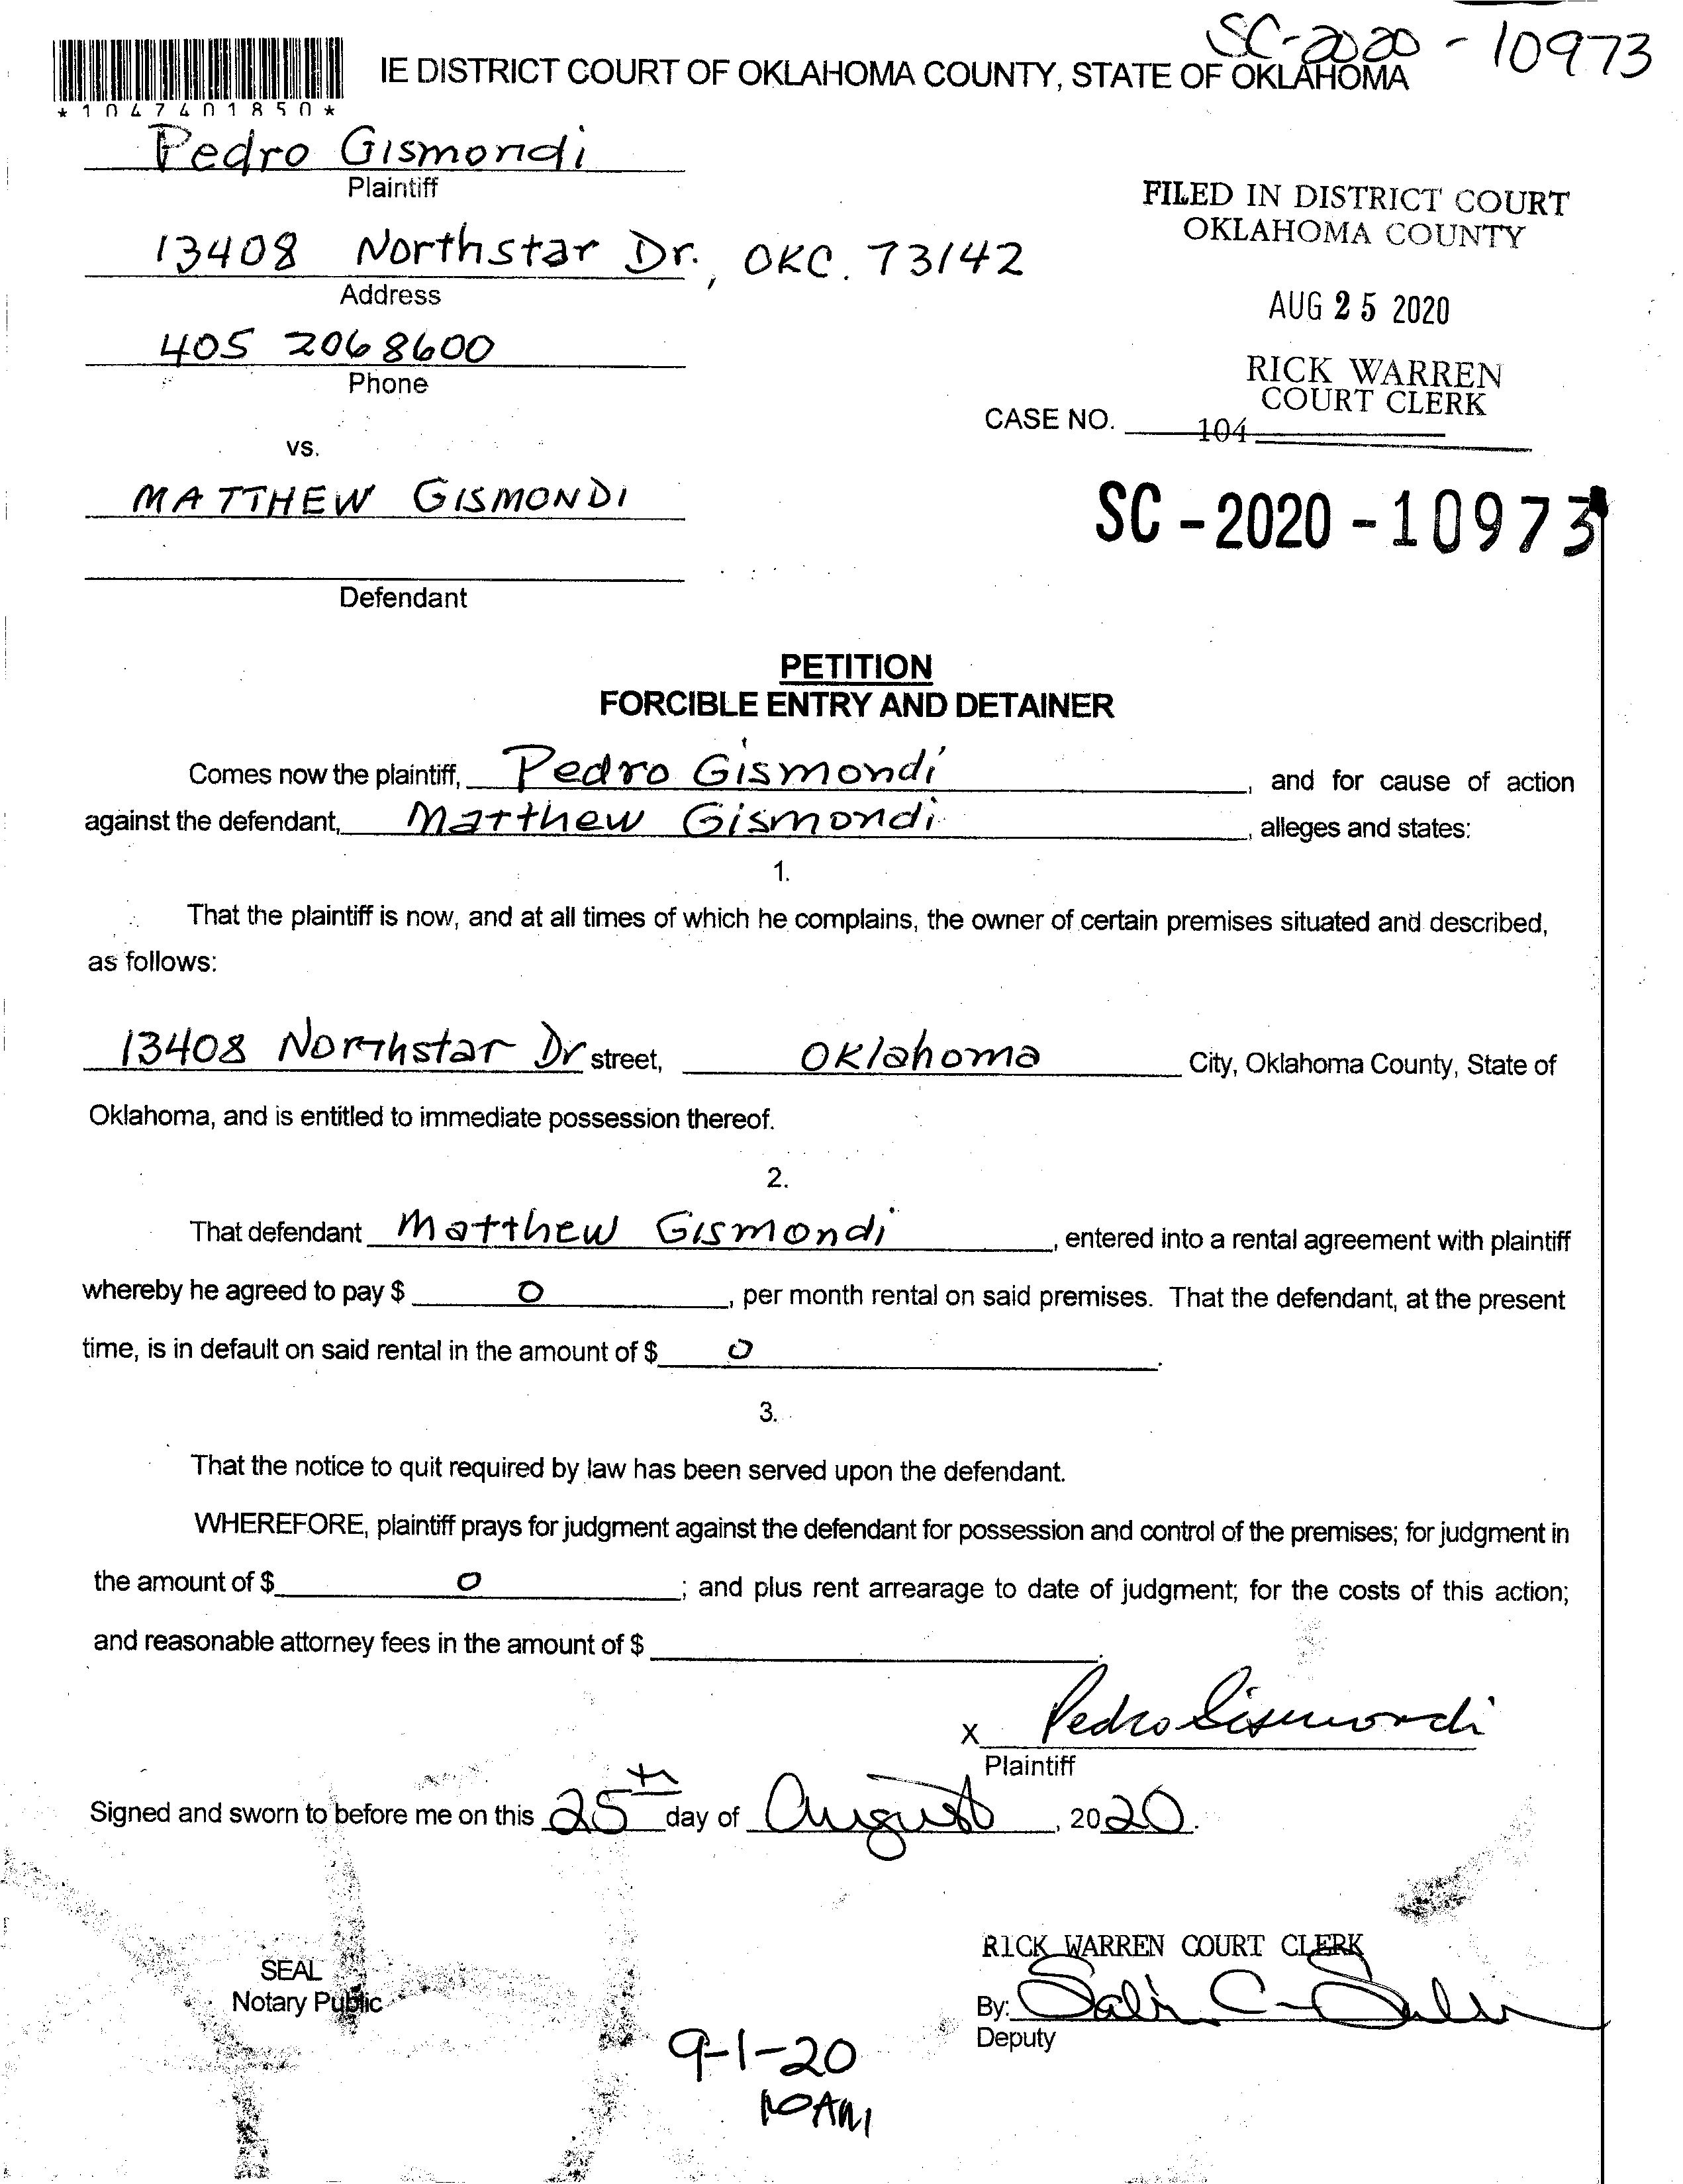 SC-2020-10973
IE DISTRICT COURT OF OKLAHOMA COUNTY, STATE OF OKLAHOMA
*1047401850*
Pedro Gismondi
Plaintiff
FILED IN DISTRICT COURT
OKLAHOMA COUNTY
13408 Northstar Dr., OKC. 73142
Address
AUG 25 2020
405 2068600
Phone
RICK WARREN
COURT CLERK
CASE NO.
104
vs.
MATTHEW GISMONDI
SC-2020-10973
Defendant
PETITION
FORCIBLE ENTRY AND DETAINER
Comes now the plaintiff, Pedro Gismondi, and for cause of action
against the defendant, Matthew Gismondi, alleges and states:
1.
That the plaintiff is now, and at all times of which he complains, the owner of certain premises situated and described,
as follows:
13408 Northstar Dr street, Oklahoma City, Oklahoma County, State of
Oklahoma, and is entitled to immediate possession thereof.
2.
That defendant Matthew Gismondi, entered into a rental agreement with plaintiff
whereby he agreed to pay $ 0, per month rental on said premises. That the defendant, at the present
time, is in default on said rental in the amount of $ 0.
3.
That the notice to quit required by law has been served upon the defendant.
WHEREFORE, plaintiff prays for judgment against the defendant for possession and control of the premises; for judgment in
the amount of $ 0; and plus rent arrearage to date of judgment; for the costs of this action;
and reasonable attorney fees in the amount of $ .
X Pedro Gismondi
Plaintiff
Signed and sworn to before me on this 25th day of August, 2020.
RICK WARREN COURT CLERK
SEAL
Notary Public
By:
Deputy
9-1-20
10AM